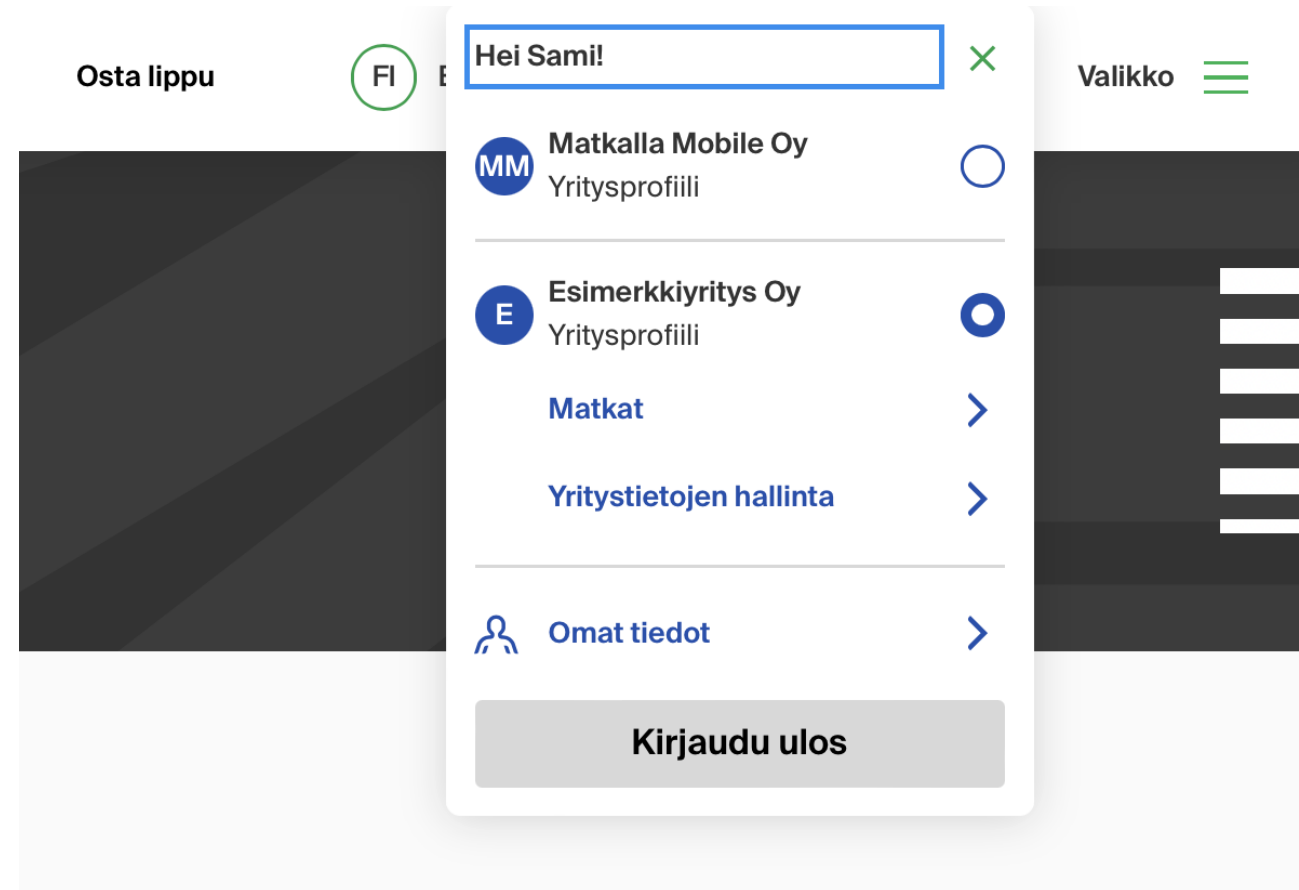 Osta lippu
FI
Hei Sami!
Valikko
MM
Matkalla Mobile Oy
Yritysprofiili
E
Esimerkkiyritys Oy
Yritysprofiili
Matkat
Yritystietojen hallinta
Omat tiedot
Kirjaudu ulos